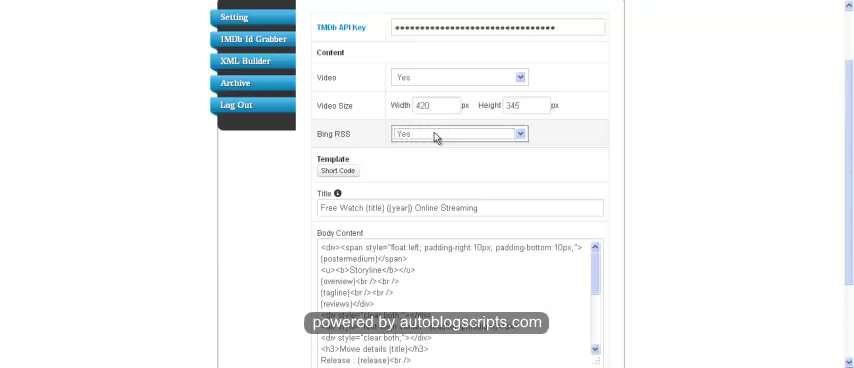 Setting
IMDb Id Grabber
XML Builder
Archive
Log Out
TMDb API Key
Content
Video Yes
Video Size Width 420 px Height 345 px
Bing RSS Yes
Template
Short Code
Title
Free Watch {title} ({year}) Online Streaming
Body Content
<div><span style="float:left; padding-right:10px; padding-bottom:10px;">
{postermedium}</span>
<u><b>Storyline</b></u>
{overview}<br /><br />
{tagline}<br /><br />
{reviews}</div>
powered by autoblogscripts.com
<div style="clear:both;"></div>
<h3>Movie details {title}</h3>
Release : {release}<br />